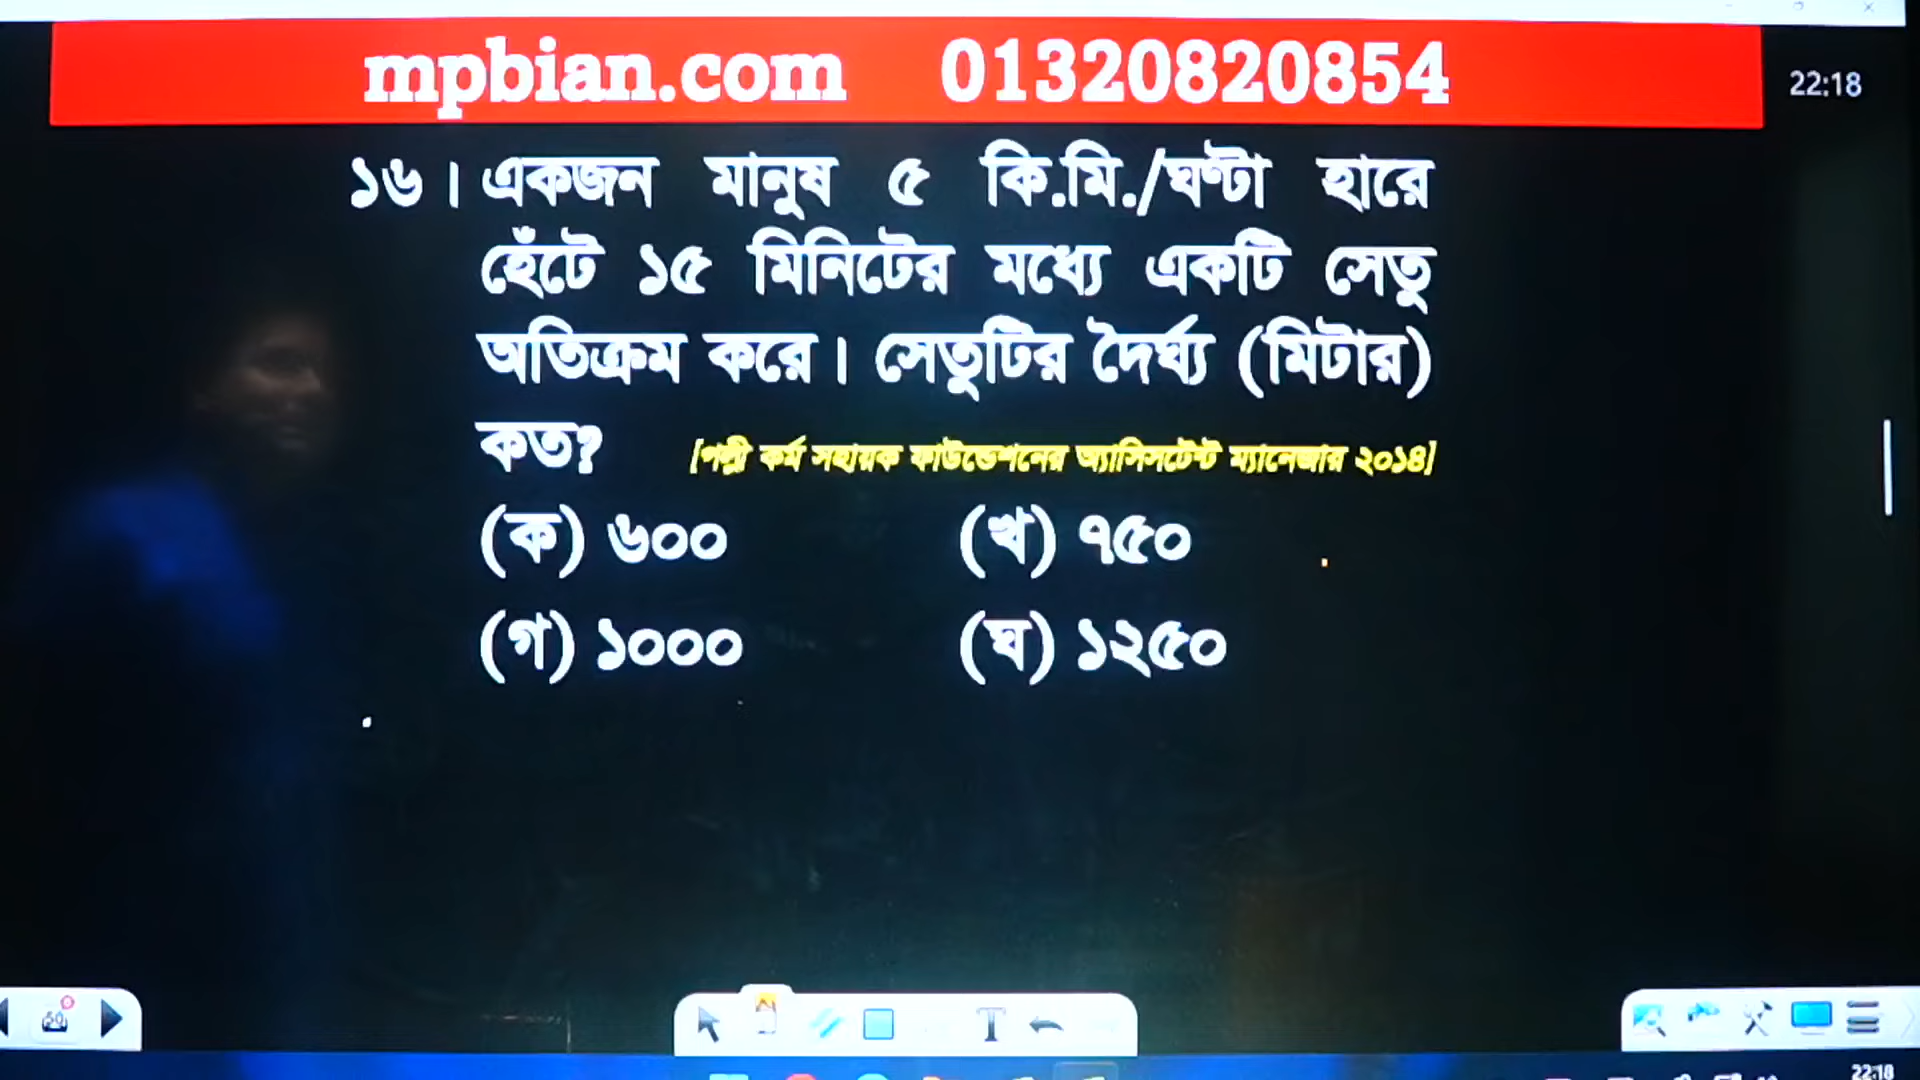 mpbian.com 01320820854
22:18
১৬। একজন মানুষ ৫ কি.মি./ঘণ্টা হারে
হেঁটে ১৫ মিনিটের মধ্যে একটি সেতু
অতিক্রম করে। সেতুটির দৈর্ঘ্য (মিটার)
কত? [পল্লী কর্ম সহায়ক ফাউন্ডেশনের অ্যাসিসটেন্ট ম্যানেজার ২০১৪]
(ক) ৬০০ (খ) ৭৫০
(গ) ১০০০ (ঘ) ১২৫০
22:18